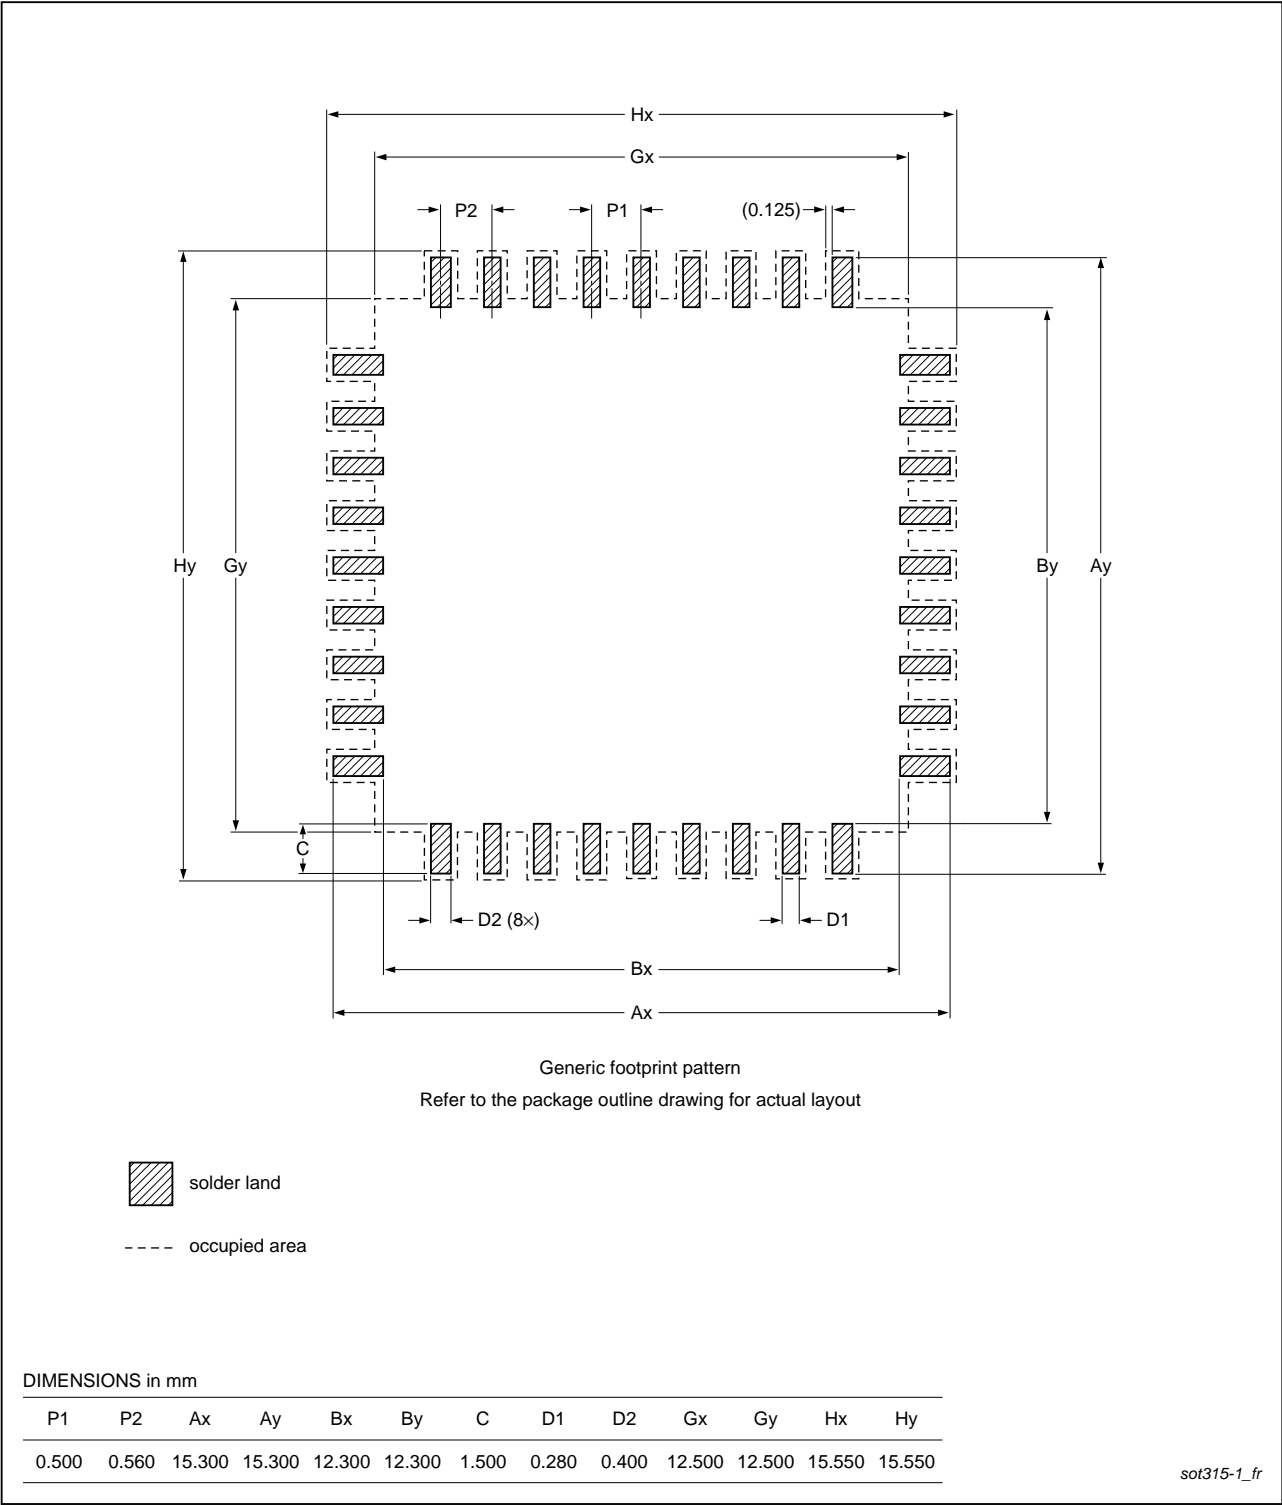 Hx
Gx
P2
P1
(0.125)
Hy
Gy
By
Ay
C
D2 (8×)
D1
Bx
Ax
Generic footprint pattern
Refer to the package outline drawing for actual layout
solder land
occupied area
DIMENSIONS in mm
P1 P2 Ax Ay Bx By C D1 D2 Gx Gy Hx Hy
0.500 0.560 15.300 15.300 12.300 12.300 1.500 0.280 0.400 12.500 12.500 15.550 15.550
sot315-1_fr